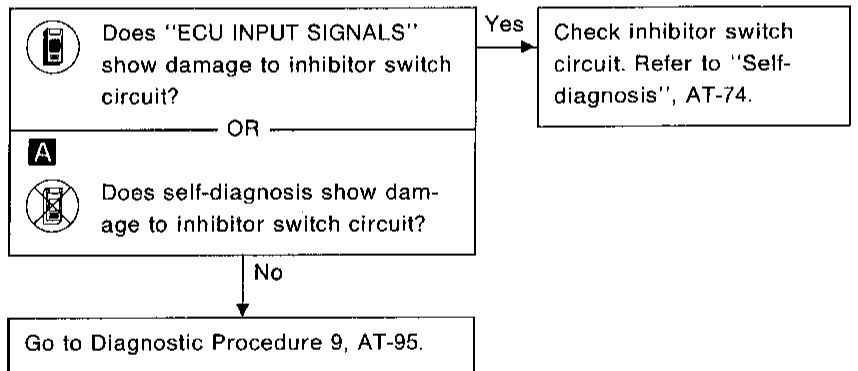 Does "ECU INPUT SIGNALS"
show damage to inhibitor switch
circuit?
Yes
Check inhibitor switch
circuit. Refer to "Self-
diagnosis", AT-74.
OR
A
Does self-diagnosis show dam-
age to inhibitor switch circuit?
No
Go to Diagnostic Procedure 9, AT-95.